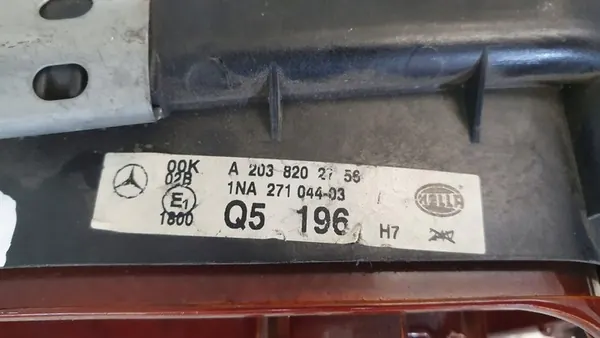 00K A 203 820 27 56
02B 1NA 271 044-03 HELLA
E1
1800 Q5 196 H7